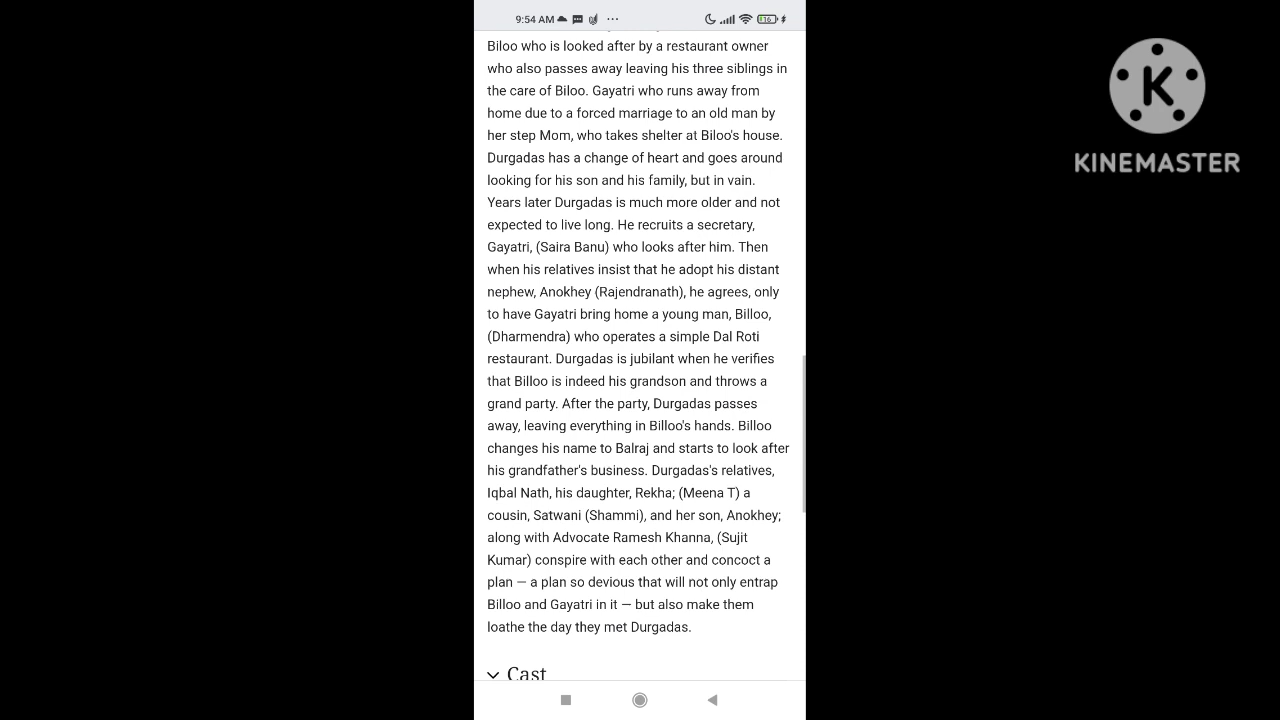 9:54 AM
16
Biloo who is looked after by a restaurant owner
who also passes away leaving his three siblings in
the care of Biloo. Gayatri who runs away from
home due to a forced marriage to an old man by
her step Mom, who takes shelter at Biloo's house.
Durgadas has a change of heart and goes around
looking for his son and his family, but in vain.
Years later Durgadas is much more older and not
expected to live long. He recruits a secretary,
Gayatri, (Saira Banu) who looks after him. Then
when his relatives insist that he adopt his distant
nephew, Anokhey (Rajendranath), he agrees, only
to have Gayatri bring home a young man, Billoo,
(Dharmendra) who operates a simple Dal Roti
restaurant. Durgadas is jubilant when he verifies
that Billoo is indeed his grandson and throws a
grand party. After the party, Durgadas passes
away, leaving everything in Billoo's hands. Billoo
changes his name to Balraj and starts to look after
his grandfather's business. Durgadas's relatives,
Iqbal Nath, his daughter, Rekha; (Meena T) a
cousin, Satwani (Shammi), and her son, Anokhey;
along with Advocate Ramesh Khanna, (Sujit
Kumar) conspire with each other and concoct a
plan — a plan so devious that will not only entrap
Billoo and Gayatri in it — but also make them
loathe the day they met Durgadas.
Cast
K
KINEMASTER